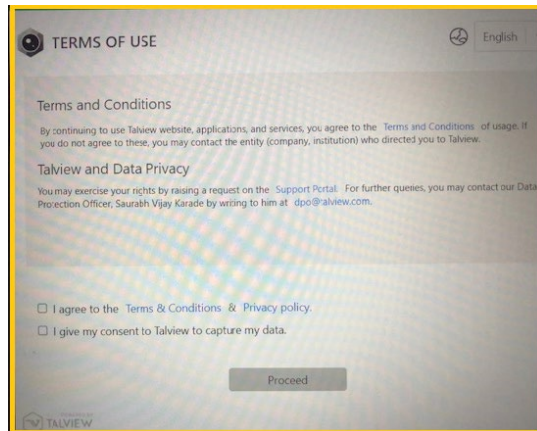 TERMS OF USE
English
Terms and Conditions
By continuing to use Talview website, applications, and services, you agree to the Terms and Conditions of usage. If
you do not agree to these, you may contact the entity (company, institution) who directed you to Talview.
Talview and Data Privacy
You may exercise your rights by raising a request on the Support Portal. For further queries, you may contact our Data
Protection Officer, Saurabh Vijay Karade by writing to him at dpo@talview.com.
I agree to the Terms & Conditions & Privacy policy.
I give my consent to Talview to capture my data.
Proceed
TALVIEW